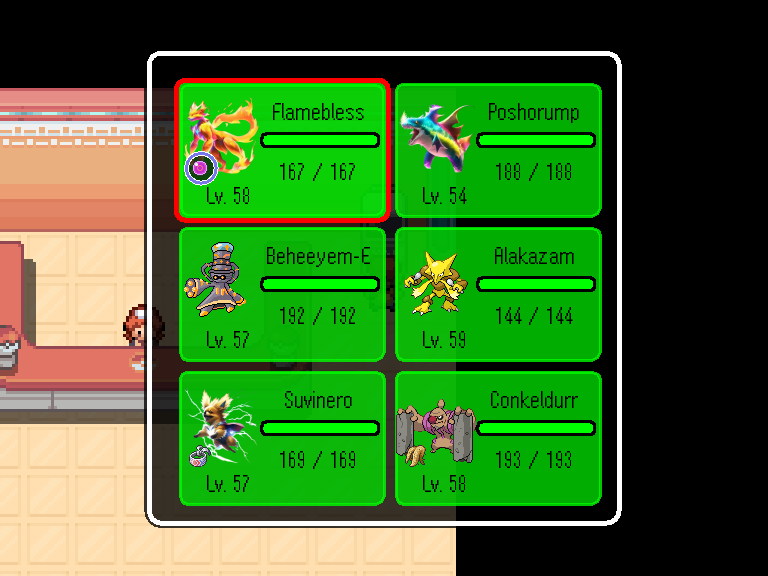 Flamebless
167 / 167
Lv. 58
Poshorump
188 / 188
Lv. 54
Beheeyem-E
192 / 192
Lv. 57
Alakazam
144 / 144
Lv. 59
Suvinero
169 / 169
Lv. 57
Conkeldurr
193 / 193
Lv. 58